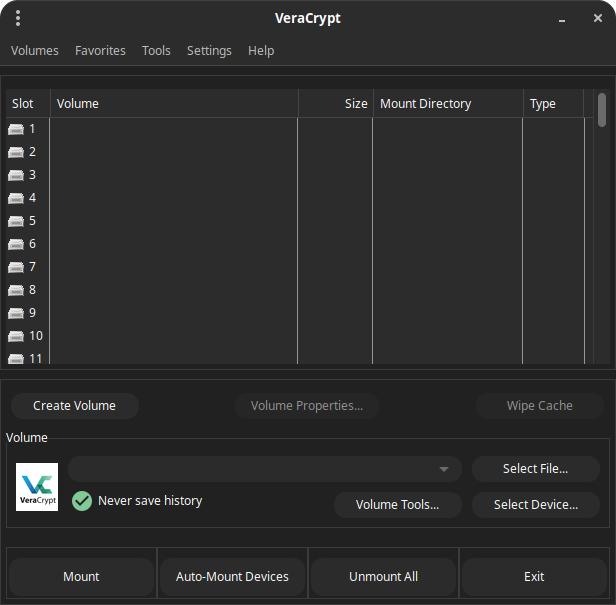 VeraCrypt
Volumes Favorites Tools Settings Help
Slot Volume Size Mount Directory Type
1
2
3
4
5
6
7
8
9
10
11
Create Volume Volume Properties... Wipe Cache
Volume
VeraCrypt
Select File...
Never save history
Volume Tools... Select Device...
Mount Auto-Mount Devices Unmount All Exit